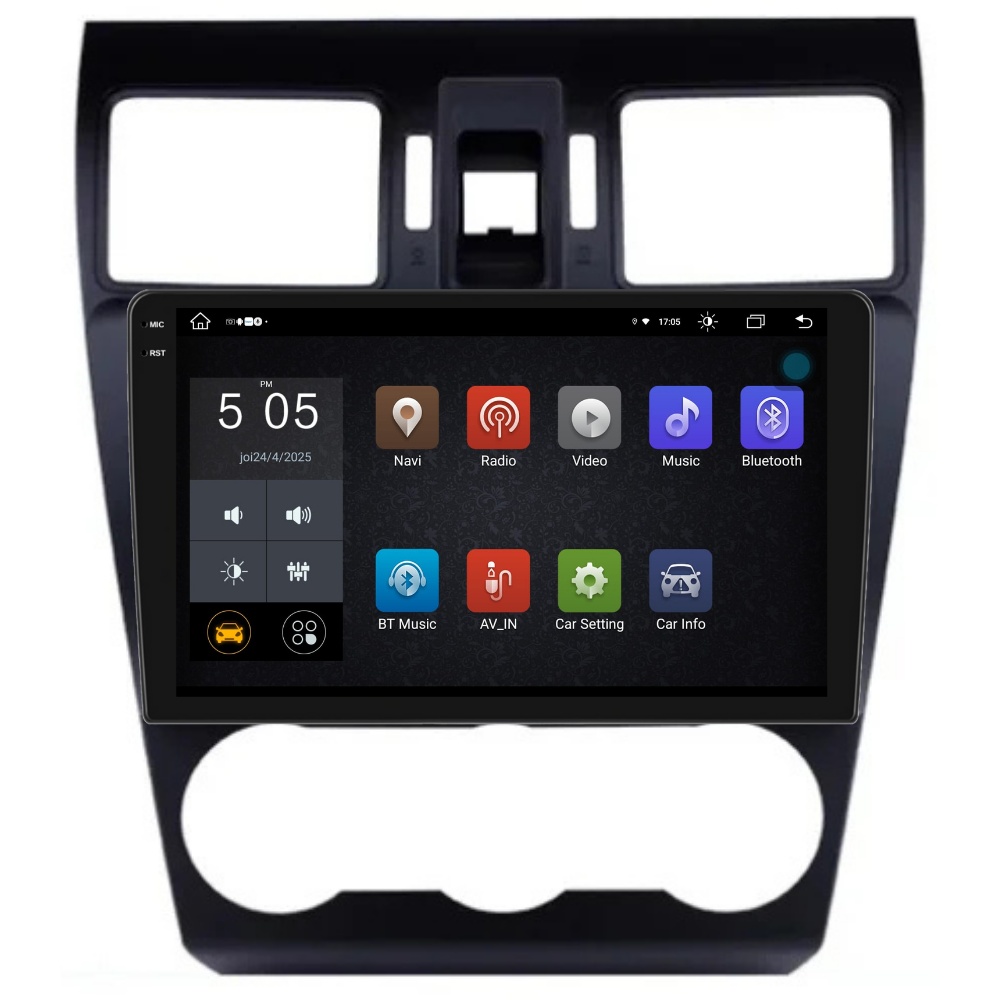 MIC
RST
17:05
PM
5 05
joi24/4/2025
Navi
Radio
Video
Music
Bluetooth
BT Music
AV_IN
Car Setting
Car Info